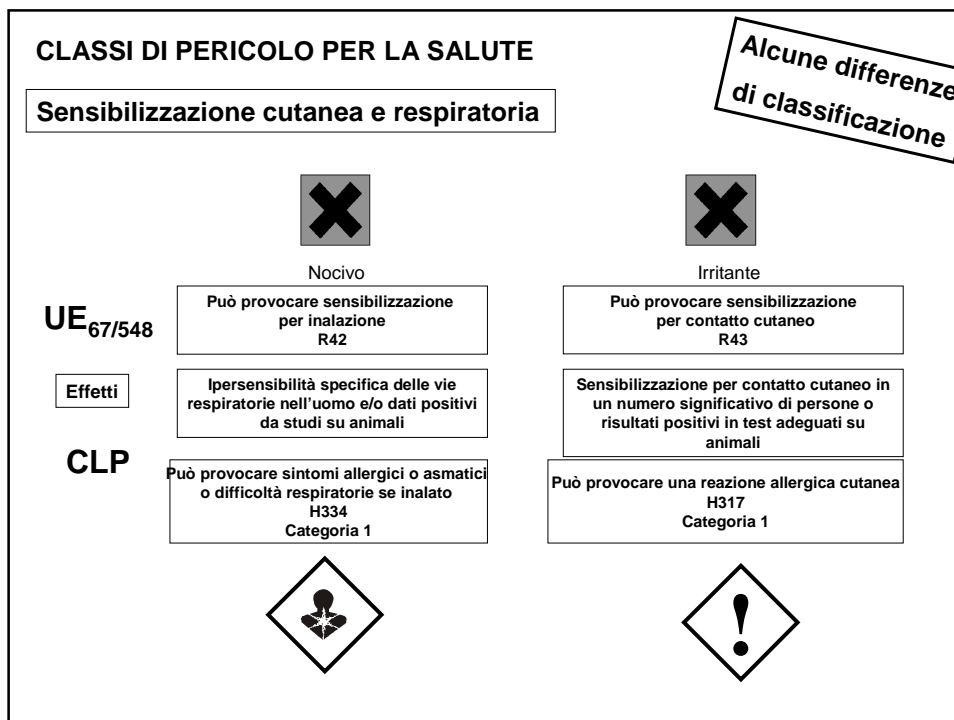 CLASSI DI PERICOLO PER LA SALUTE
Alcune differenze
di classificazione
Sensibilizzazione cutanea e respiratoria
Nocivo
Irritante
UE67/548
Può provocare sensibilizzazione
per inalazione
R42
Può provocare sensibilizzazione
per contatto cutaneo
R43
Effetti
Ipersensibilità specifica delle vie
respiratorie nell'uomo e/o dati positivi
da studi su animali
Sensibilizzazione per contatto cutaneo in
un numero significativo di persone o
risultati positivi in test adeguati su
animali
CLP
Può provocare sintomi allergici o asmatici
o difficoltà respiratorie se inalato
H334
Categoria 1
Può provocare una reazione allergica cutanea
H317
Categoria 1